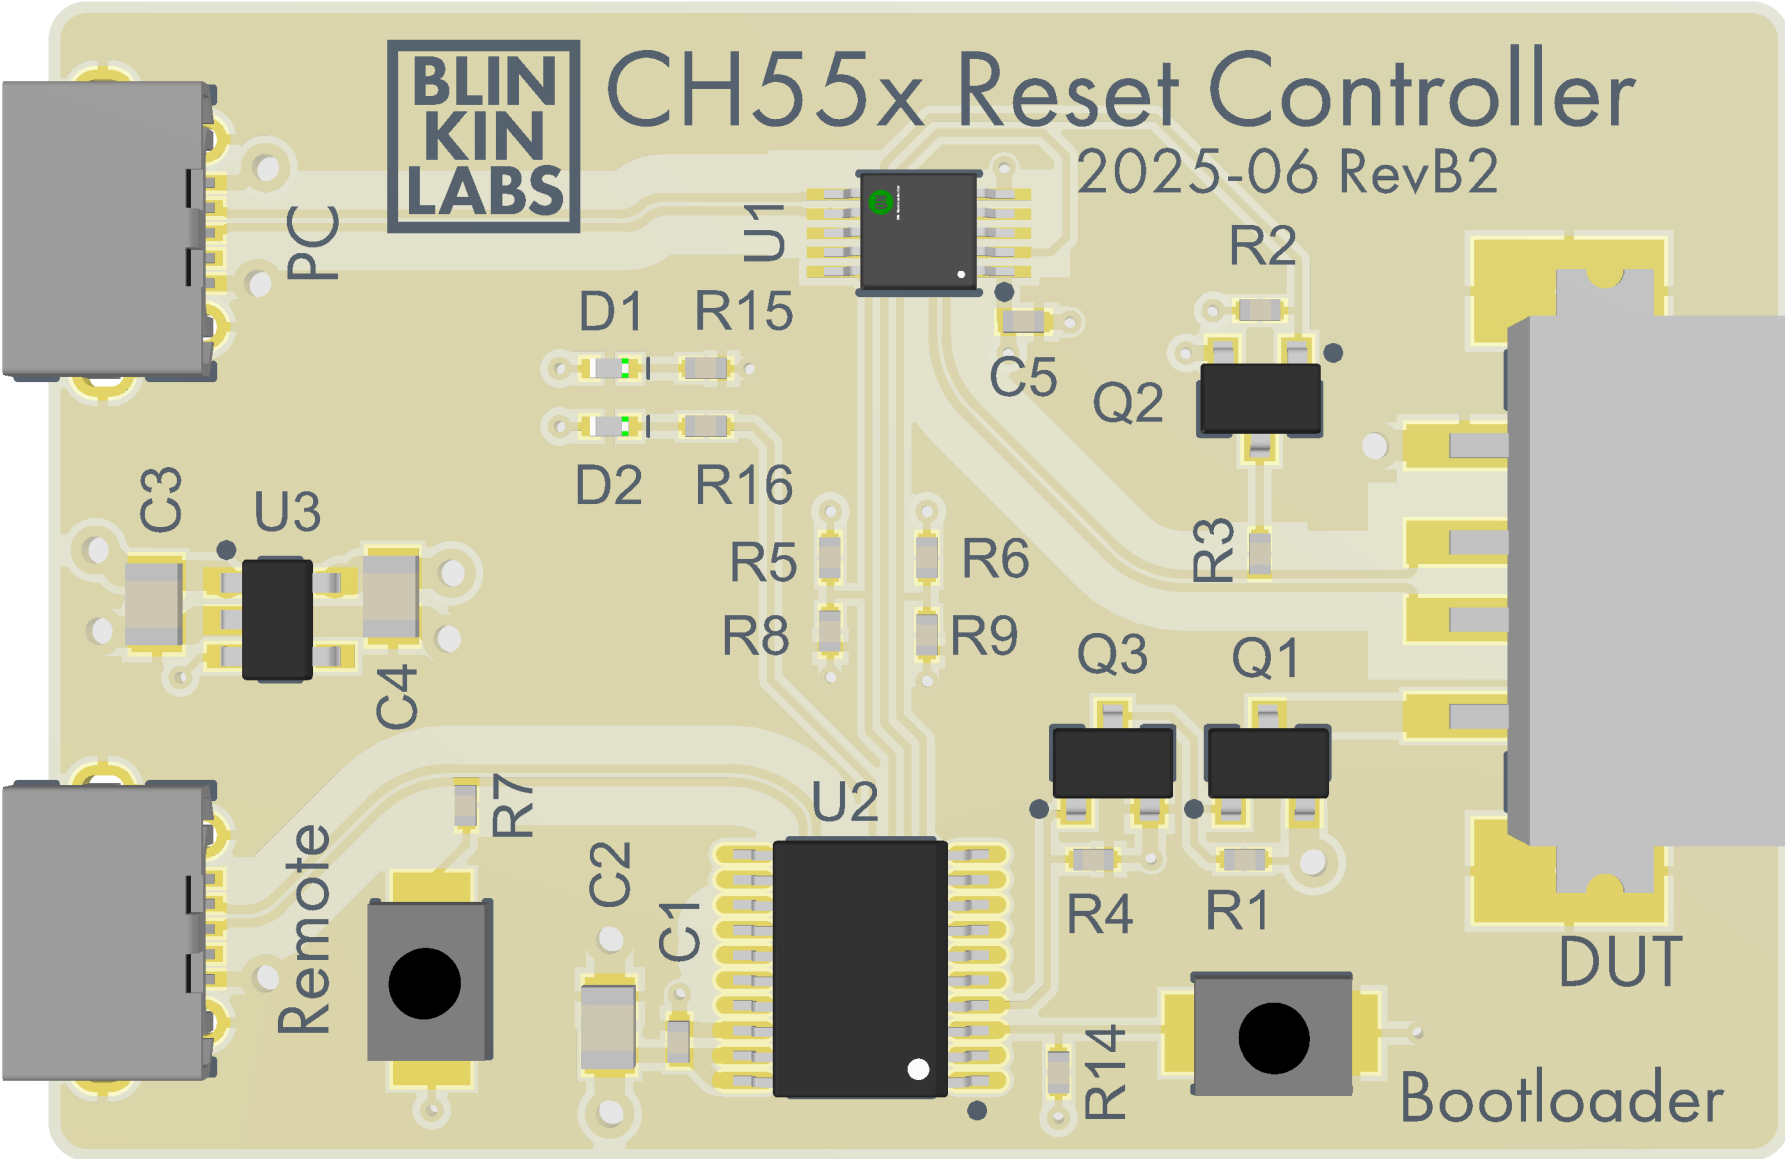 BLIN
KIN
LABS
CH55x Reset Controller
2025-06 RevB2
PC
U1
R2
D1
R15
C5
Q2
D2
R16
C3
U3
R5
R6
R3
R8
R9
Q3
Q1
C4
R7
U2
Remote
C2
C1
R4
R1
DUT
R14
Bootloader